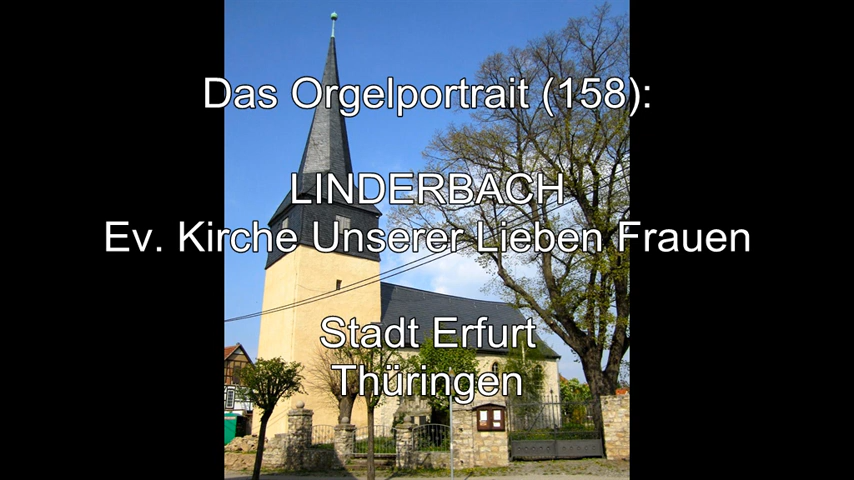 Das Orgelportrait (158):
LINDERBACH
Ev. Kirche Unserer Lieben Frauen
Stadt Erfurt
Thüringen